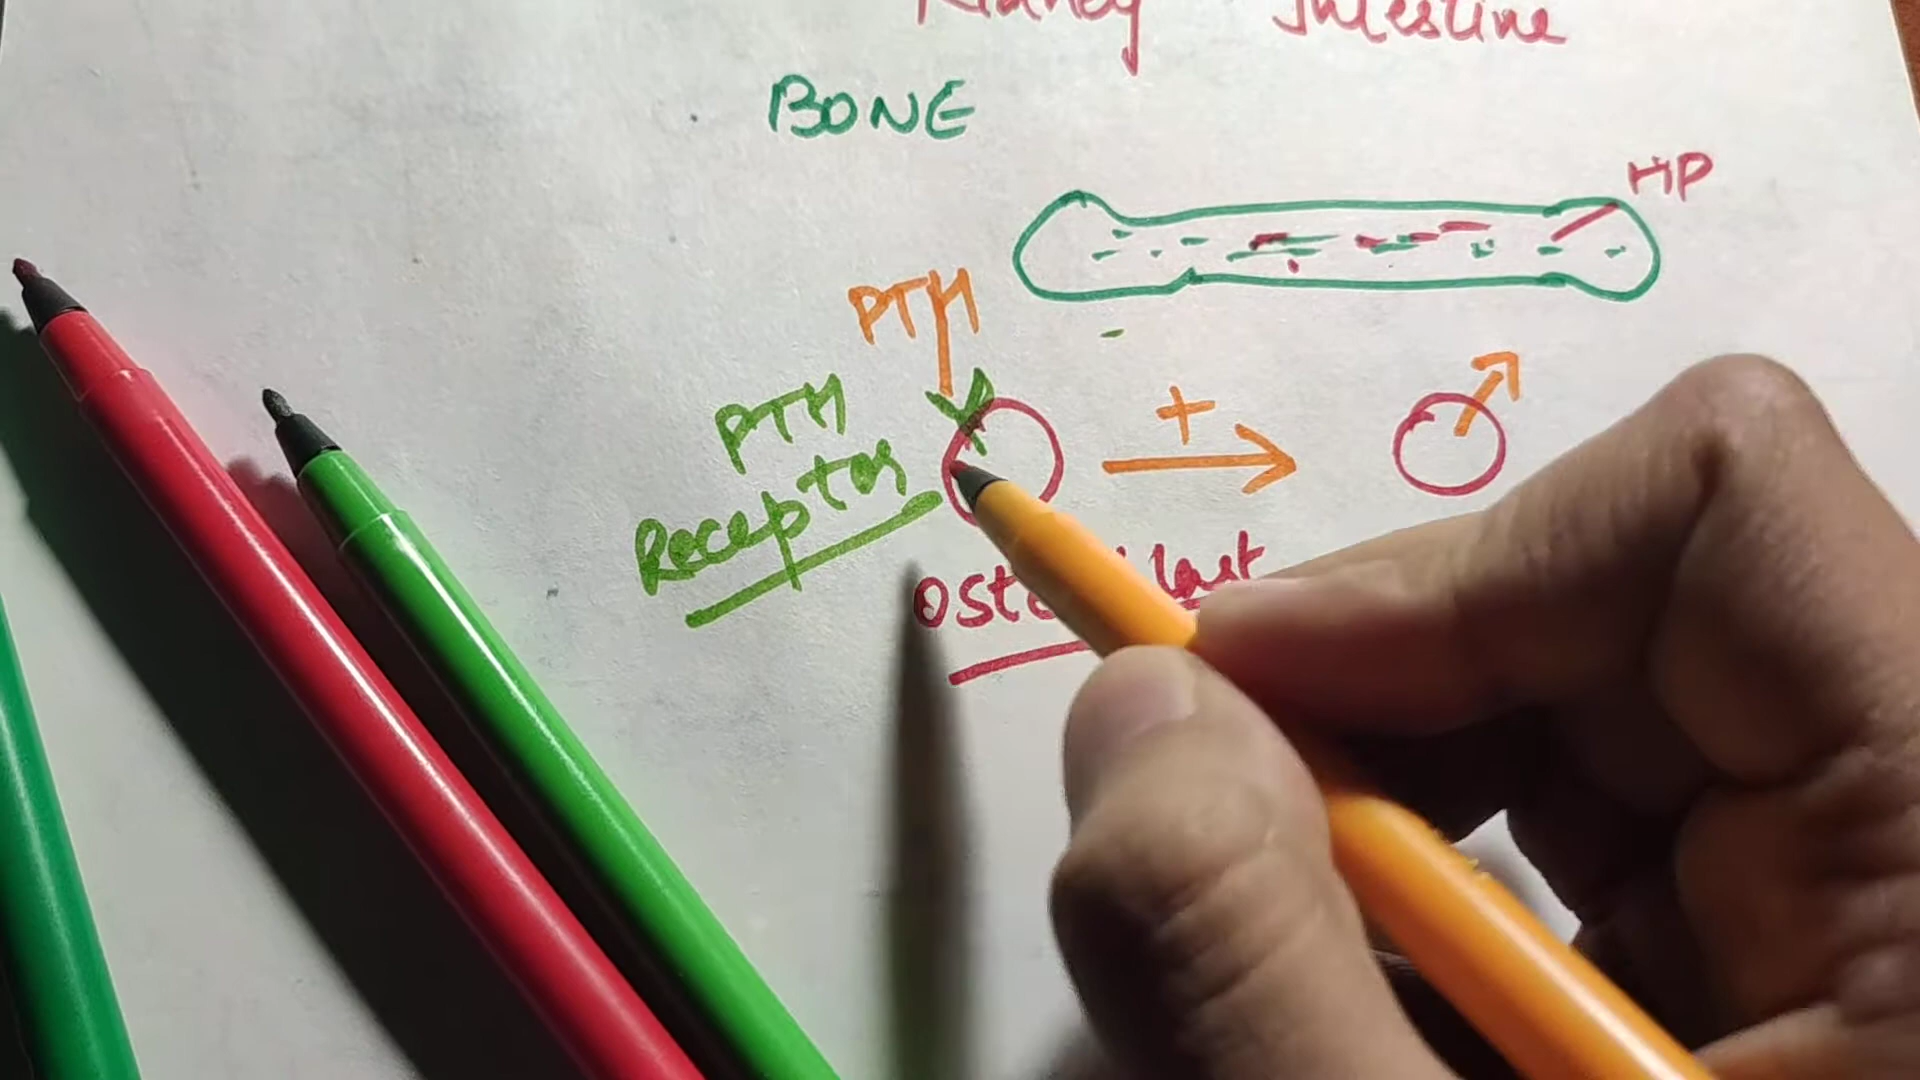 Kidney Intestine
BONE
HP
PTH
+
PTH
Receptor